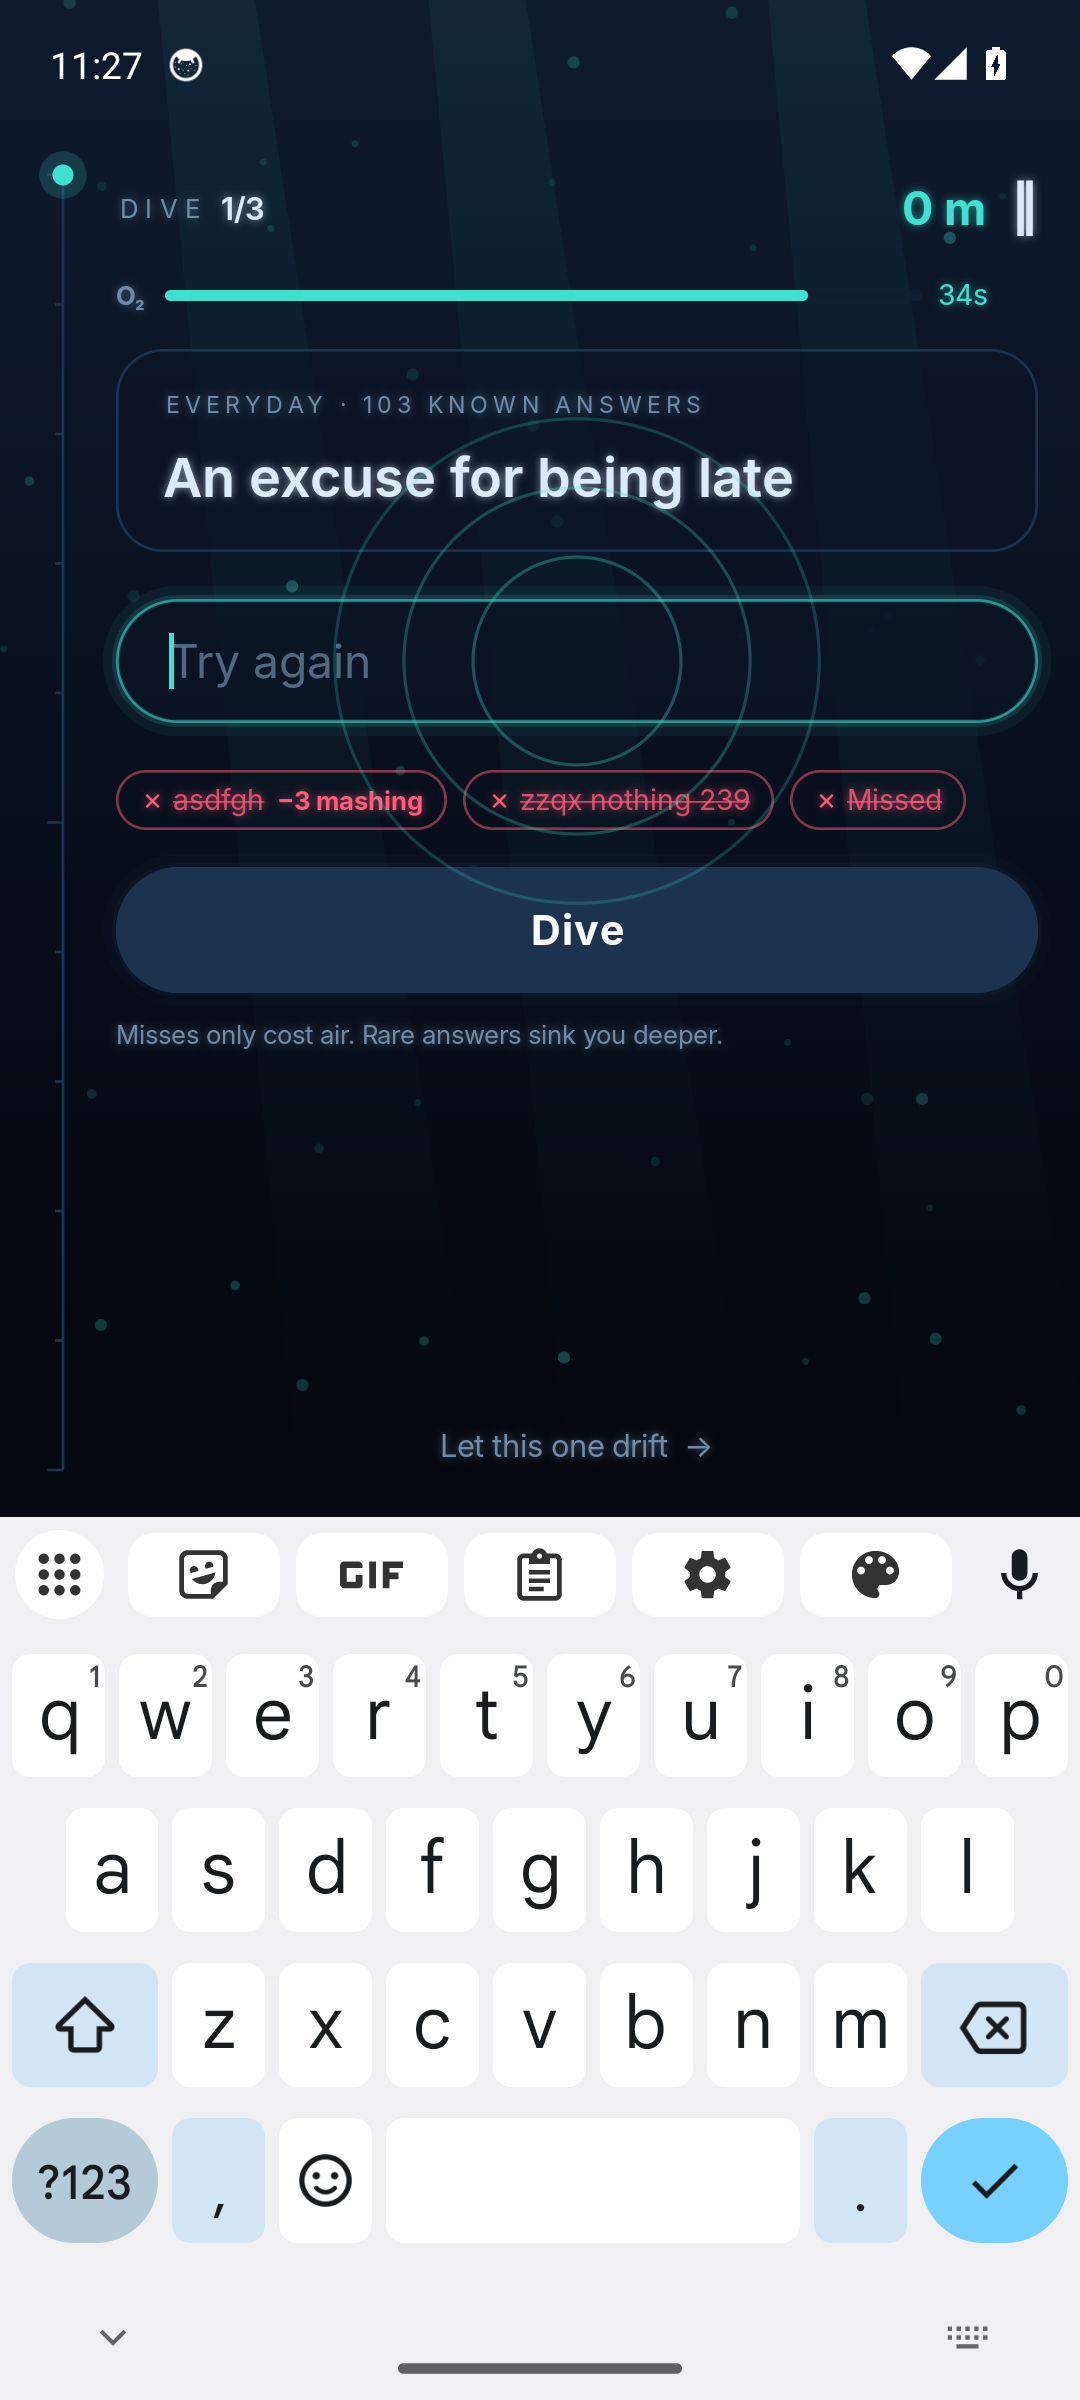 11:27
DIVE 1/3
0 m
O₂
34s
EVERYDAY · 103 KNOWN ANSWERS
An excuse for being late
Try again
× asdfgh −3 mashing
× zzqx nothing 239
× Missed
Dive
Misses only cost air. Rare answers sink you deeper.
Let this one drift →
GIF
q 1 w 2 e 3 r 4 t 5 y 6 u 7 i 8 o 9 p 0
a s d f g h j k l
z x c v b n m
?123 , .